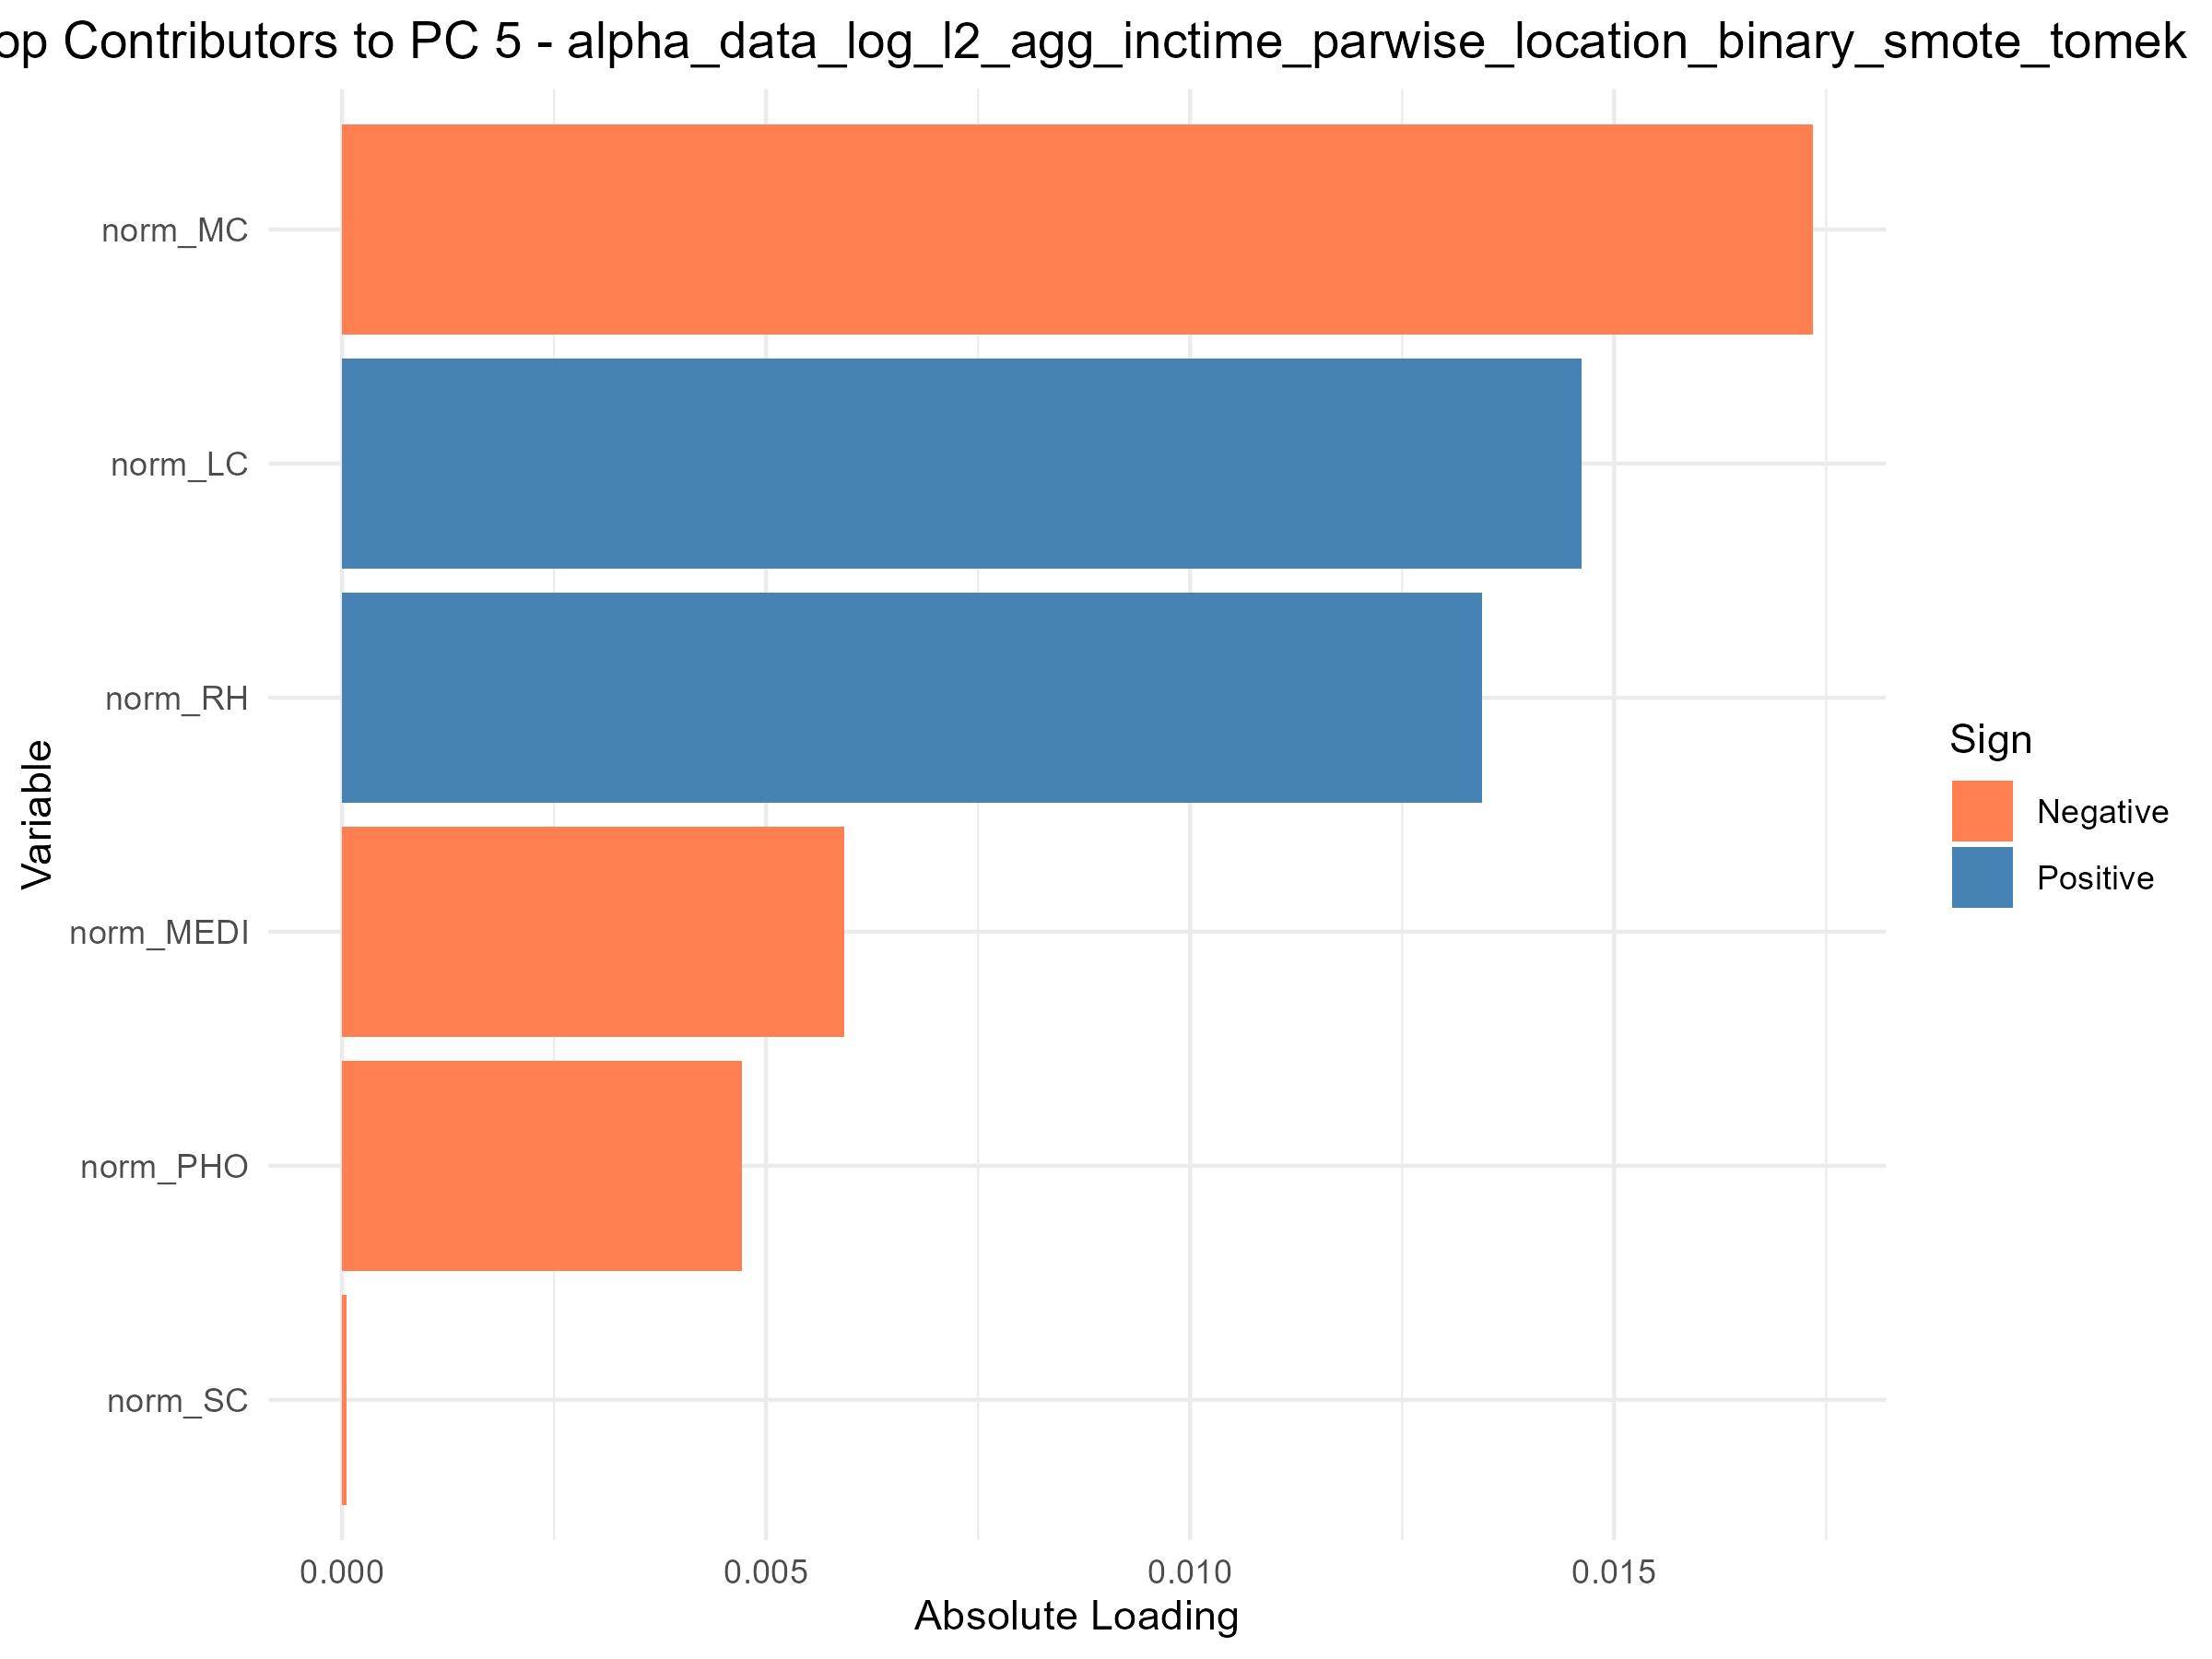 op Contributors to PC 5 - alpha_data_log_l2_agg_inctime_parwise_location_binary_smote_tomek
norm_MC
norm_LC
norm_RH
norm_MEDI
norm_PHO
norm_SC
Variable
0.000 0.005 0.010 0.015
Absolute Loading
Sign
Negative
Positive